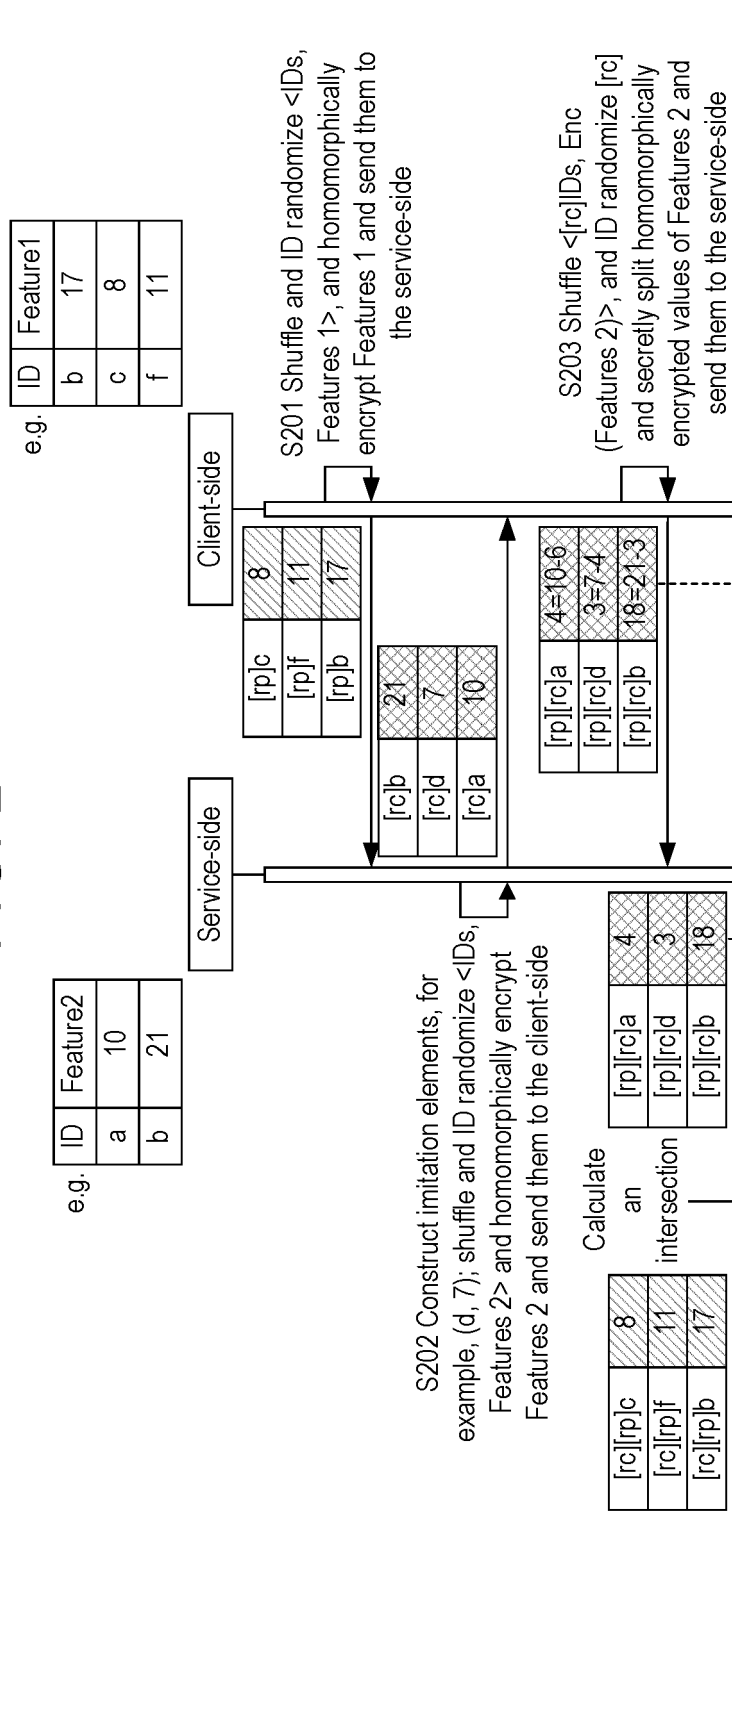 e.g.
ID Feature2
a 10
b 21
e.g.
ID Feature1
b 17
c 8
f 11
Service-side
Client-side
[rp]c 8
[rp]f 11
[rp]b 17
S201 Shuffle and ID randomize <IDs,
Features 1>, and homomorphically
encrypt Features 1 and send them to
the service-side
[rc]b 21
[rc]d 7
[rc]a 10
S202 Construct imitation elements, for
example, (d, 7); shuffle and ID randomize <IDs,
Features 2> and homomorphically encrypt
Features 2 and send them to the client-side
[rp][rc]a 4=10-6
[rp][rc]d 3=7-4
[rp][rc]b 18=21-3
S203 Shuffle <[rc]IDs, Enc
(Features 2)>, and ID randomize [rc]
and secretly split homomorphically
encrypted values of Features 2 and
send them to the service-side
[rc][rp]c 8
[rc][rp]f 11
[rc][rp]b 17
Calculate
an
intersection
[rp][rc]a 4
[rp][rc]d 3
[rp][rc]b 18